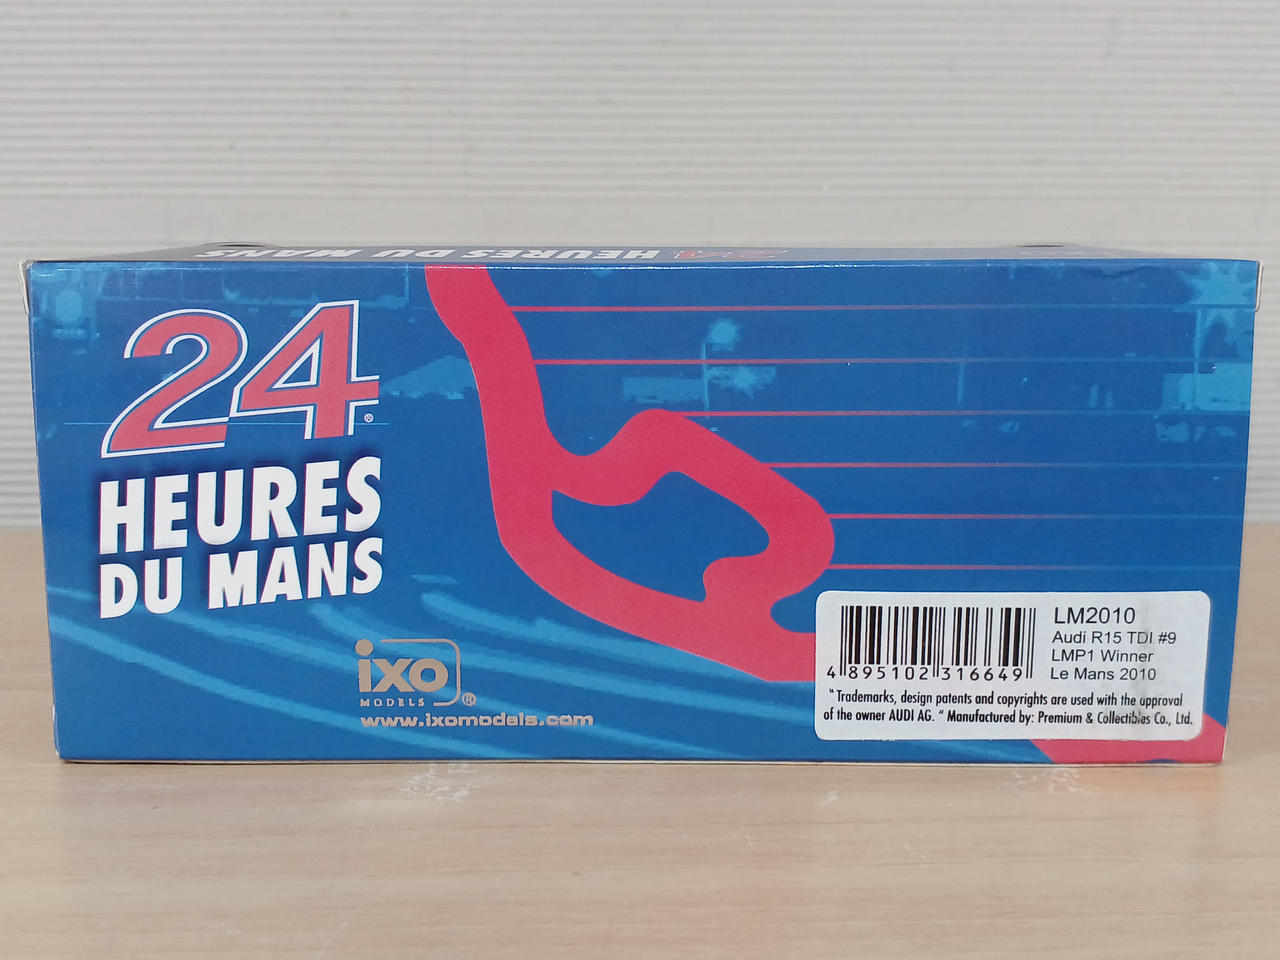 24 HEURES DU MANS
24®
HEURES
DU MANS
ixo®
MODELS
www.ixomodels.com
LM2010
Audi R15 TDI #9
LMP1 Winner
Le Mans 2010
4 895102 316649
“ Trademarks, design patents and copyrights are used with the approval
of the owner AUDI AG. “ Manufactured by: Premium & Collectibles Co., Ltd.